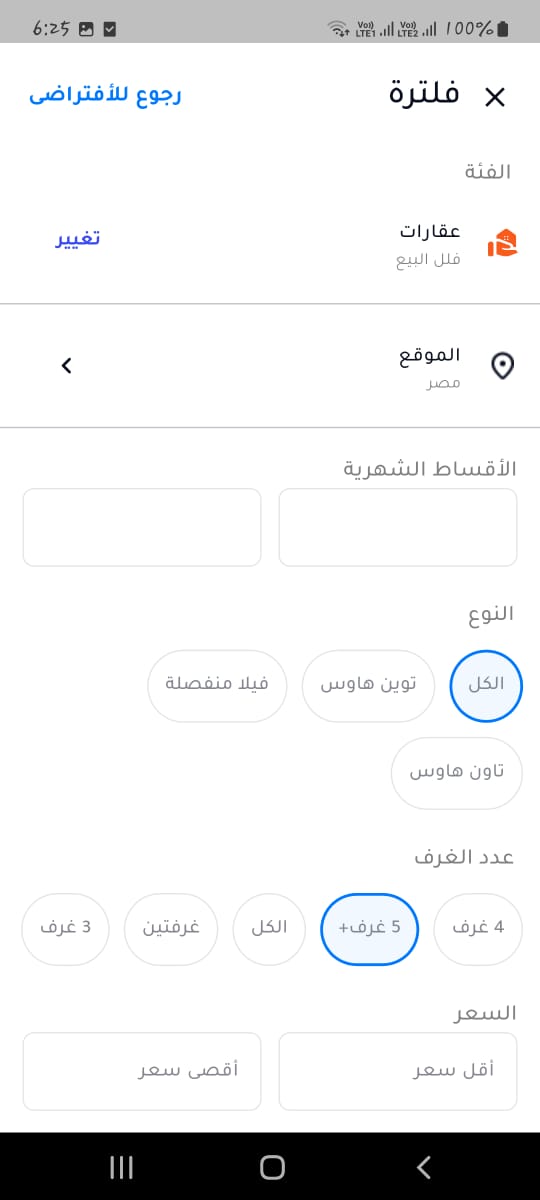 6:25 Vo) LTE1 Vo) LTE2 100%
فلترة رجوع للأفتراضى
الفئة
عقارات
فلل البيع
تغيير
الموقع
مصر
الأقساط الشهرية
النوع
الكل توين هاوس فيلا منفصلة
تاون هاوس
عدد الغرف
4 غرف 5 غرف+ الكل غرفتين 3 غرف
السعر
أقل سعر أقصى سعر